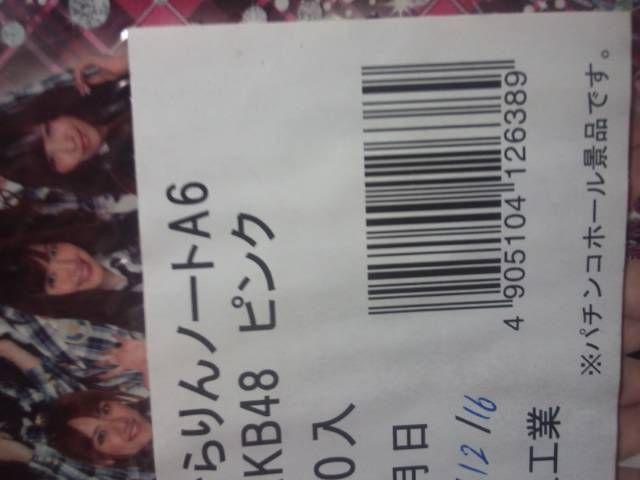 らりんノートA6
KB48 ピンク
0入
月日
12/16
工業
4 905104 126389
※パチンコホール景品です。